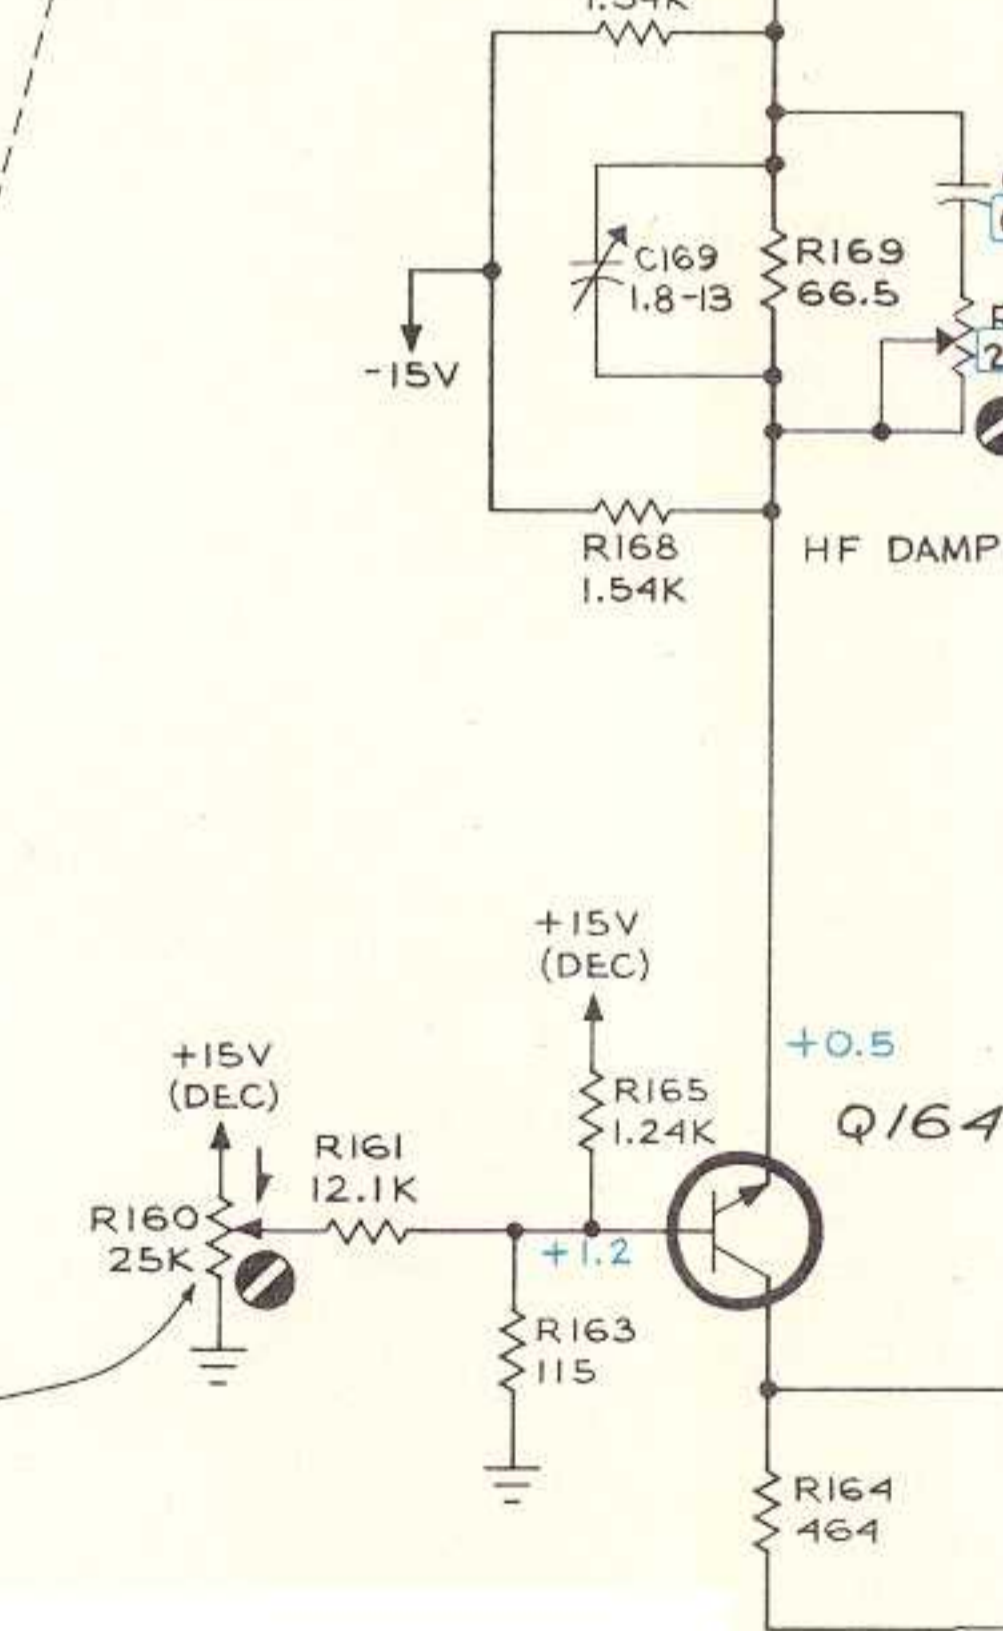 C169
1.8-13
R169
66.5
-15V
R168
1.54K
HF DAMP
+15V
(DEC)
+0.5
+15V
(DEC)
R165
1.24K
Q164
R161
12.1K
R160
25K
+1.2
R163
115
R164
464